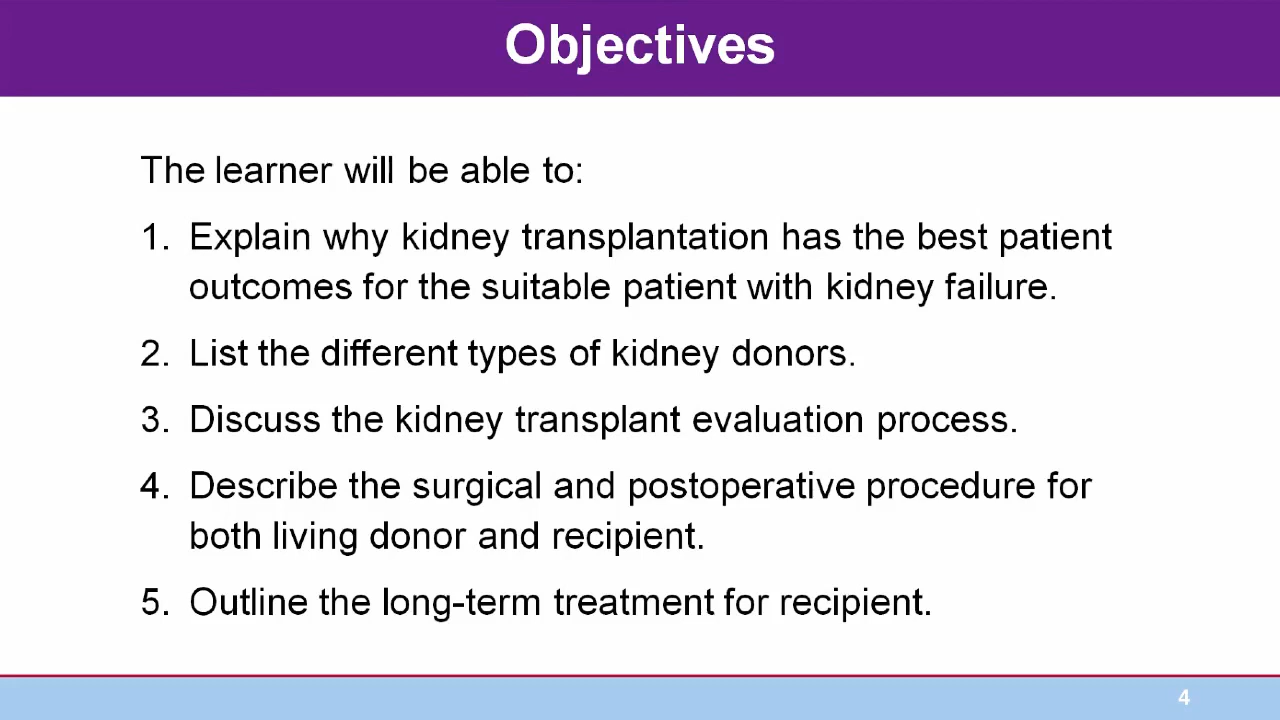 Objectives
The learner will be able to:
1. Explain why kidney transplantation has the best patient
outcomes for the suitable patient with kidney failure.
2. List the different types of kidney donors.
3. Discuss the kidney transplant evaluation process.
4. Describe the surgical and postoperative procedure for
both living donor and recipient.
5. Outline the long-term treatment for recipient.
4